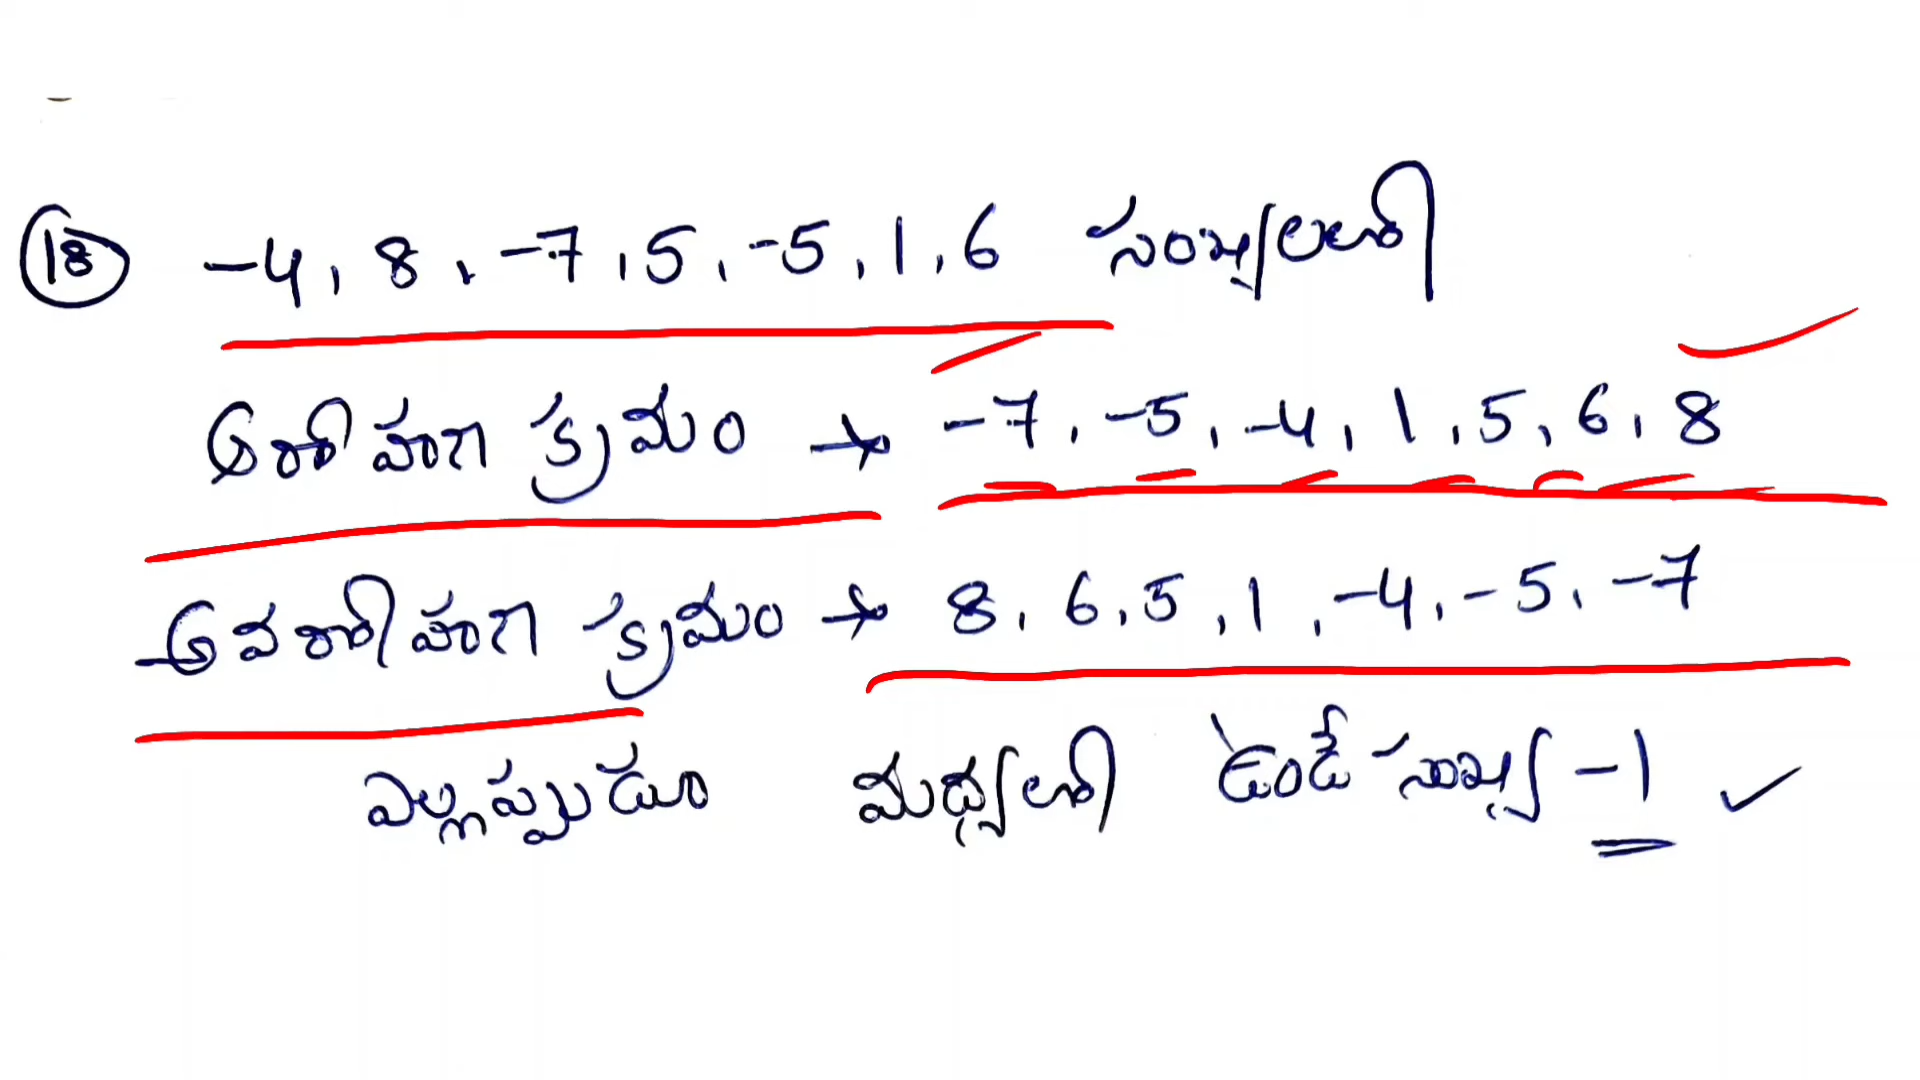 18 -4, 8, -7, 5, -5, 1, 6 సంఖ్యలలో
ఆరోహణ క్రమం → -7, -5, -4, 1, 5, 6, 8
అవరోహణ క్రమం → 8, 6, 5, 1, -4, -5, -7
ఎల్లప్పుడూ మధ్యలో ఉండే సంఖ్య -1